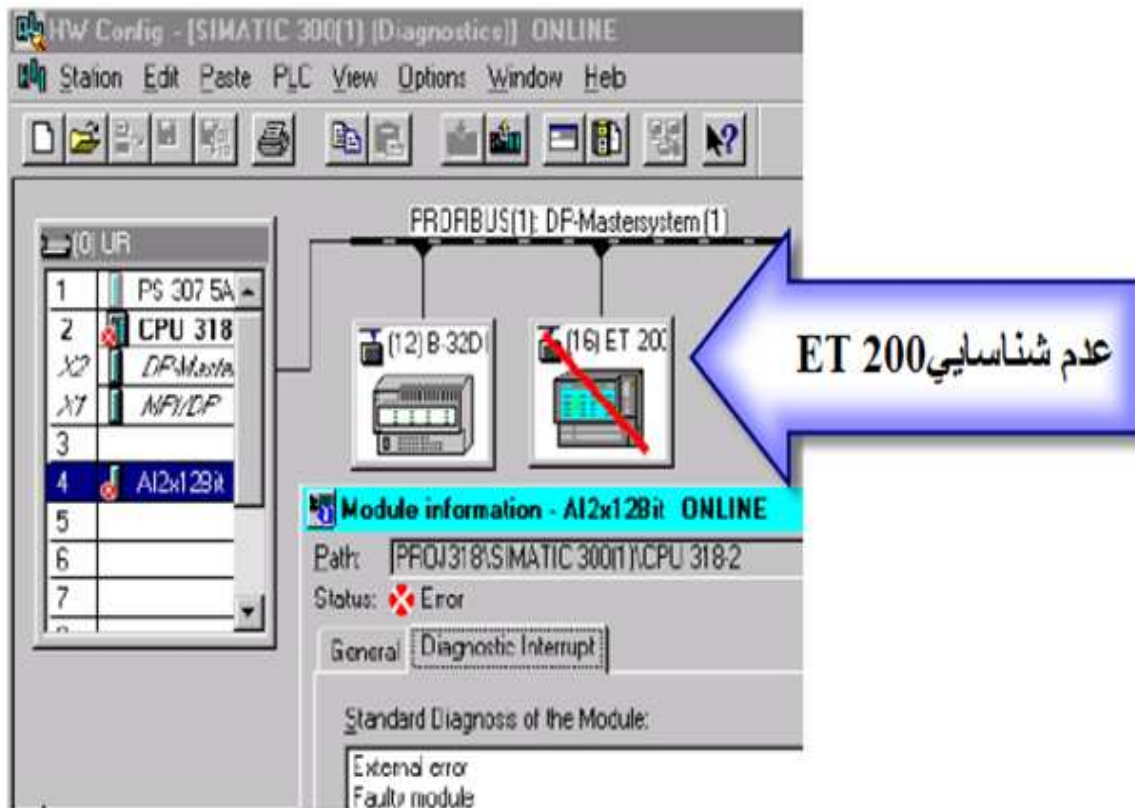 HW Config - [SIMATIC 300(1) (Diagnostics)] ONLINE
Station Edit Paste PLC View Options Window Help
PROFIBUS(1): DP-Mastersystem (1)
(0) UR
1 PS 307 5A
2 CPU 318
X2 DP-Maste
X1 MPI/DP
3
4 AI2x12Bit
5
6
7
(12) B-32D
(16) ET 200
عدم شناسايي ET 200
Module information - AI2x12Bit ONLINE
Path: PROJ318\SIMATIC 300(1)\CPU 318-2
Status: Error
General Diagnostic Interrupt
Standard Diagnosis of the Module:
External error
Faulty module